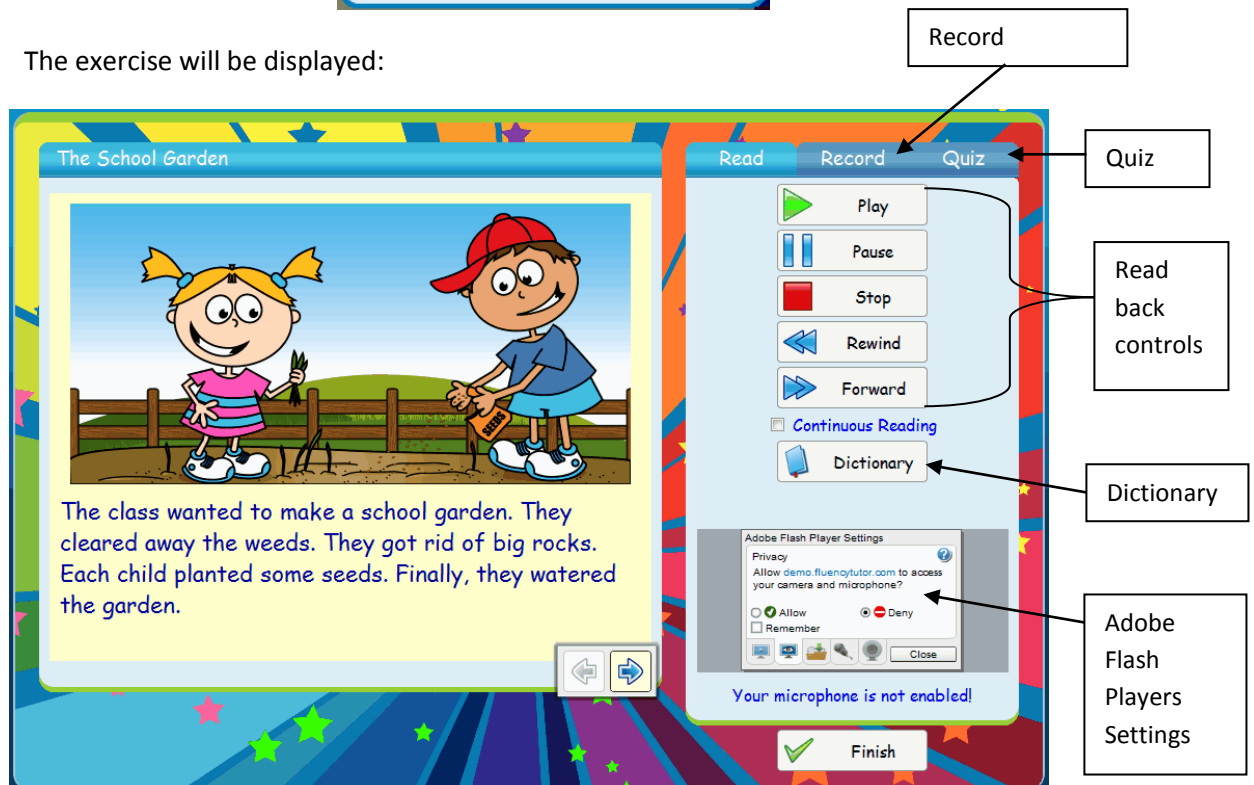 Record
The exercise will be displayed:
The School Garden
Read Record Quiz
Quiz
Play
Pause
Stop
Rewind
Forward
Read
back
controls
Continuous Reading
Dictionary
Dictionary
SEEDS
The class wanted to make a school garden. They
cleared away the weeds. They got rid of big rocks.
Each child planted some seeds. Finally, they watered
the garden.
Adobe Flash Player Settings
Privacy
Allow demo.fluencytutor.com to access
your camera and microphone?
Allow Deny
Remember
Close
Adobe
Flash
Players
Settings
Your microphone is not enabled!
Finish